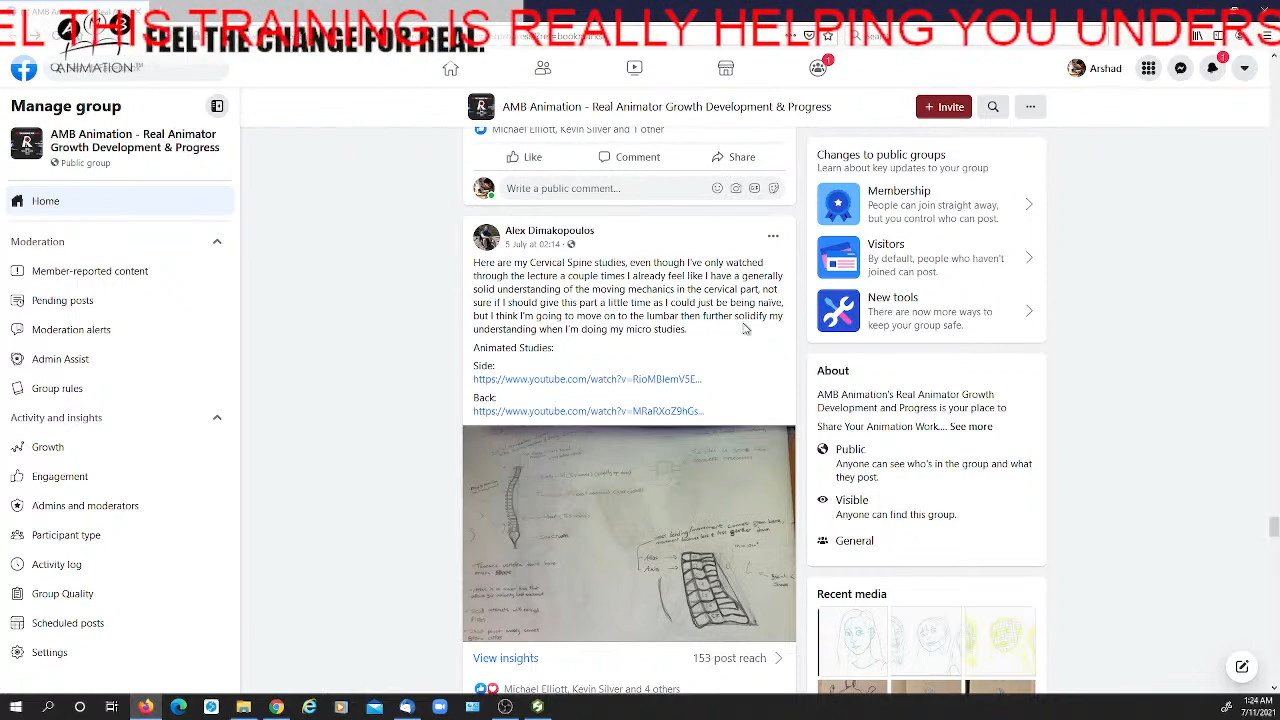 EL THIS TRAINING IS REALLY HELPING YOU UNDERS
FEEL THE CHANGE FOR REAL.
ANIMATION™
Search
Arshad
1
1
Manage group
AMB Animation - Real Animator
Growth Development & Progress
Public group
Home
Moderation
Member-reported content
Pending posts
Moderation alerts
Admin Assist
Group rules
Activity and insights
Growth
Engagement
Admins and moderators
Participant type
Activity log
Group Quality
Scheduled posts
Settings
AMB Animation - Real Animator Growth Development & Progress
+ Invite
Michael Elliott, Kevin Silver and 1 other
Like
Comment
Share
Write a public comment...
Alex Dimakopoulos
5 July at 02:14
Here are my Cervical Spine studies, even though I've only watched
through the lecture a couple times I already feel like I have a generally
solid understanding of the moving mechanics in the cervical part, not
sure if I should give this part a little time as I could just be being naïve,
but I think I'm going to move on to the lumbar then further solidify my
understanding when I'm doing my micro studies.
Animated Studies:
Side:
https://www.youtube.com/watch?v=RioMBIemV5E...
Back:
https://www.youtube.com/watch?v=MRaRXoZ9hGs...
View insights
153 post reach
Michael Elliott, Kevin Silver and 4 others
Changes to public groups
Learn about key updates to your group
Membership
People can join straight away,
but you control who can post.
Visitors
By default, people who haven't
joined can post.
New tools
There are now more ways to
keep your group safe.
About
AMB Animation's Real Animator Growth
Development and Progress is your place to
Share Your Animation Work.... See more
Public
Anyone can see who's in the group and what
they post.
Visible
Anyone can find this group.
General
Recent media
1:24 AM
7/11/2021